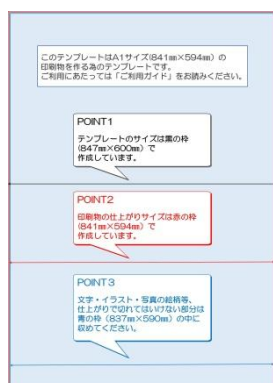 このテンプレートはA1サイズ(841㎜×594㎜)の
印刷物を作る為のテンプレートです。
ご利用にあたっては「ご利用ガイド」をお読みください。
POINT1
テンプレートのサイズは黒の枠
(847㎜×600㎜)で
作成しています。
POINT2
印刷物の仕上がりサイズは赤の枠
(841㎜×594㎜)で
作成しています。
POINT3
文字・イラスト・写真の絵柄等、
仕上がりで切れてはいけない部分は
青の枠(837㎜×590㎜)の中に
収めてください。